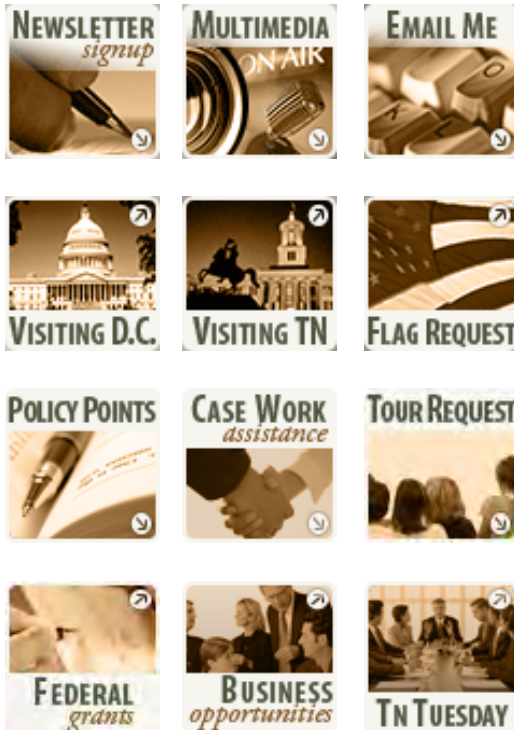 NEWSLETTER
signup
MULTIMEDIA
ON AIR
EMAIL ME
O
K L
VISITING D.C.
VISITING TN
FLAG REQUEST
POLICY POINTS
CASE WORK
assistance
TOUR REQUEST
FEDERAL
grants
BUSINESS
opportunities
TN TUESDAY